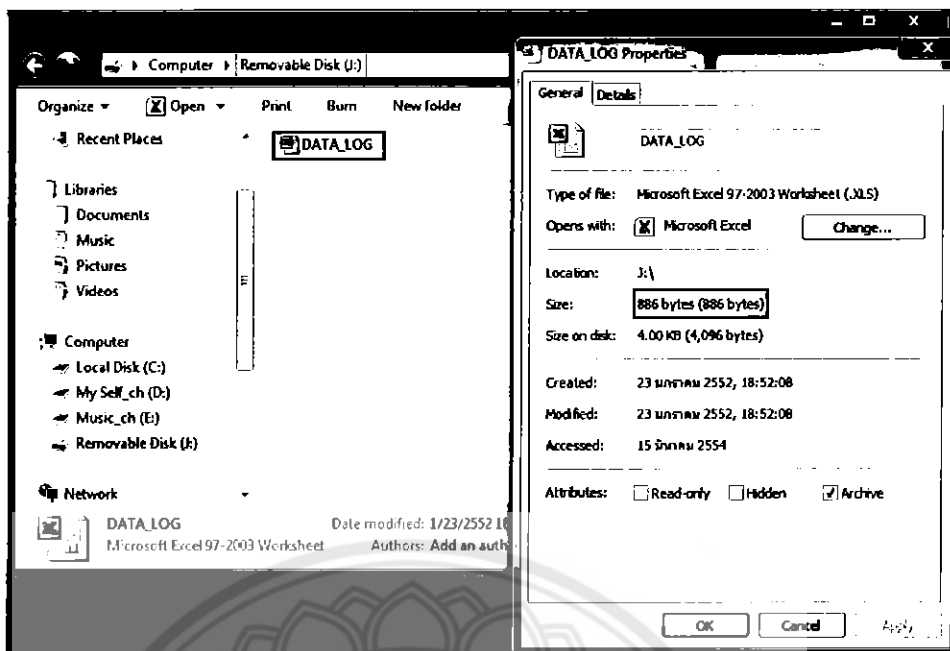 Computer ▸ Removable Disk (J:)
Organize ▾ Open ▾ Print Burn New folder
Recent Places
DATA_LOG
Libraries
Documents
Music
Pictures
Videos
Computer
Local Disk (C:)
My Self_ch (D:)
Music_ch (E:)
Removable Disk (J:)
Network
DATA_LOG Date modified: 1/23/2552
Microsoft Excel 97-2003 Worksheet Authors: Add an auth
DATA_LOG Properties
General Details
DATA_LOG
Type of file: Microsoft Excel 97-2003 Worksheet (.XLS)
Opens with: Microsoft Excel Change...
Location: J:\
Size: 886 bytes (886 bytes)
Size on disk: 4.00 KB (4,096 bytes)
Created: 23 มกราคม 2552, 18:52:08
Modified: 23 มกราคม 2552, 18:52:08
Accessed: 15 มีนาคม 2554
Attributes: Read-only Hidden Archive
OK Cancel Apply